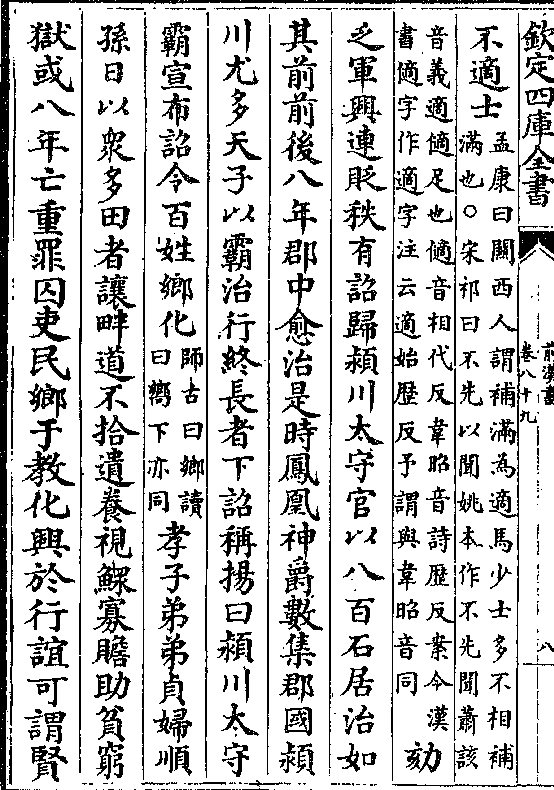 欽定四庫全書
前漢書
卷八十九
八
不適士孟康曰關西人謂補滿為適馬少士多不相補
滿也○宋祁曰不先以聞姚本作不先聞蕭該
音義適足也音相代反韋昭音詩歷反案今漢
書字作適字注云適始歷反予謂與韋昭音同劾
乏軍興連貶秩有詔歸潁川太守官以八百石居治如
其前前後八年郡中愈治是時鳳凰神爵數集郡國潁
川尤多天子以霸治行終長者下詔稱揚曰潁川太守
霸宣布詔令百姓鄉化師古曰鄉讀
曰嚮下亦同孝子弟弟貞婦順
孫日以衆多田者讓畔道不拾遺養視鰥寡贍助貧窮
獄或八年亡重罪囚吏民鄉于教化興於行誼可謂賢